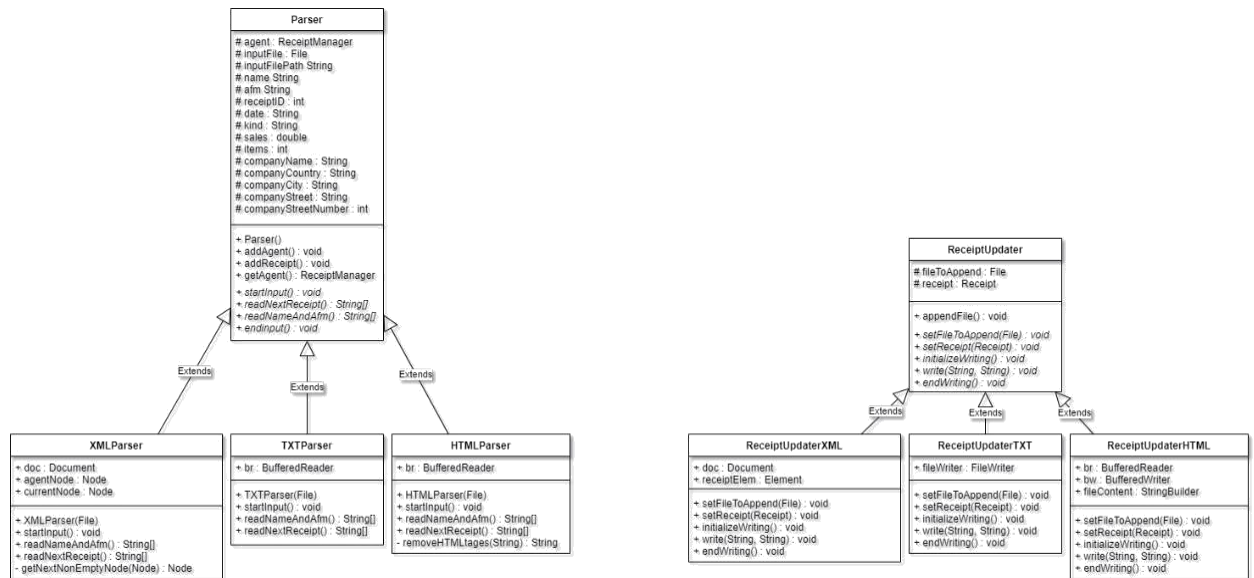 Parser
# agent : ReceiptManager
# inputFile : File
# inputFilePath String
# name String
# afm String
# receiptID : int
# date : String
# kind : String
# sales : double
# items : int
# companyName : String
# companyCountry : String
# companyCity : String
# companyStreet : String
# companyStreetNumber : int
+ Parser()
+ addAgent() : void
+ addReceipt() : void
+ getAgent() : ReceiptManager
+ startInput() : void
+ readNextReceipt() : String[]
+ readNameAndAfm() : String[]
+ endinput() : void
Extends
Extends
Extends
XMLParser
+ doc : Document
+ agentNode : Node
+ currentNode : Node
+ XMLParser(File)
+ startInput() : void
+ readNameAndAfm() : String[]
+ readNextReceipt() : String[]
- getNextNonEmptyNode(Node) : Node
TXTParser
+ br : BufferedReader
+ TXTParser(File)
+ startInput() : void
+ readNameAndAfm() : String[]
+ readNextReceipt() : String[]
HTMLParser
+ br : BufferedReader
+ HTMLParser(File)
+ startInput() : void
+ readNameAndAfm() : String[]
+ readNextReceipt() : String[]
- removeHTMLtages(String) : String
ReceiptUpdater
# fileToAppend : File
# receipt : Receipt
+ appendFile() : void
+ setFileToAppend(File) : void
+ setReceipt(Receipt) : void
+ initializeWriting() : void
+ write(String, String) : void
+ endWriting() : void
Extends
Extends
Extends
ReceiptUpdaterXML
+ doc : Document
+ receiptElem : Element
+ setFileToAppend(File) : void
+ setReceipt(Receipt) : void
+ initializeWriting() : void
+ write(String, String) : void
+ endWriting() : void
ReceiptUpdaterTXT
+ fileWriter : FileWriter
+ setFileToAppend(File) : void
+ setReceipt(Receipt) : void
+ initializeWriting() : void
+ write(String, String) : void
+ endWriting() : void
ReceiptUpdaterHTML
+ br : BufferedReader
+ bw : BufferedWriter
+ fileContent : StringBuilder
+ setFileToAppend(File) : void
+ setReceipt(Receipt) : void
+ initializeWriting() : void
+ write(String, String) : void
+ endWriting() : void